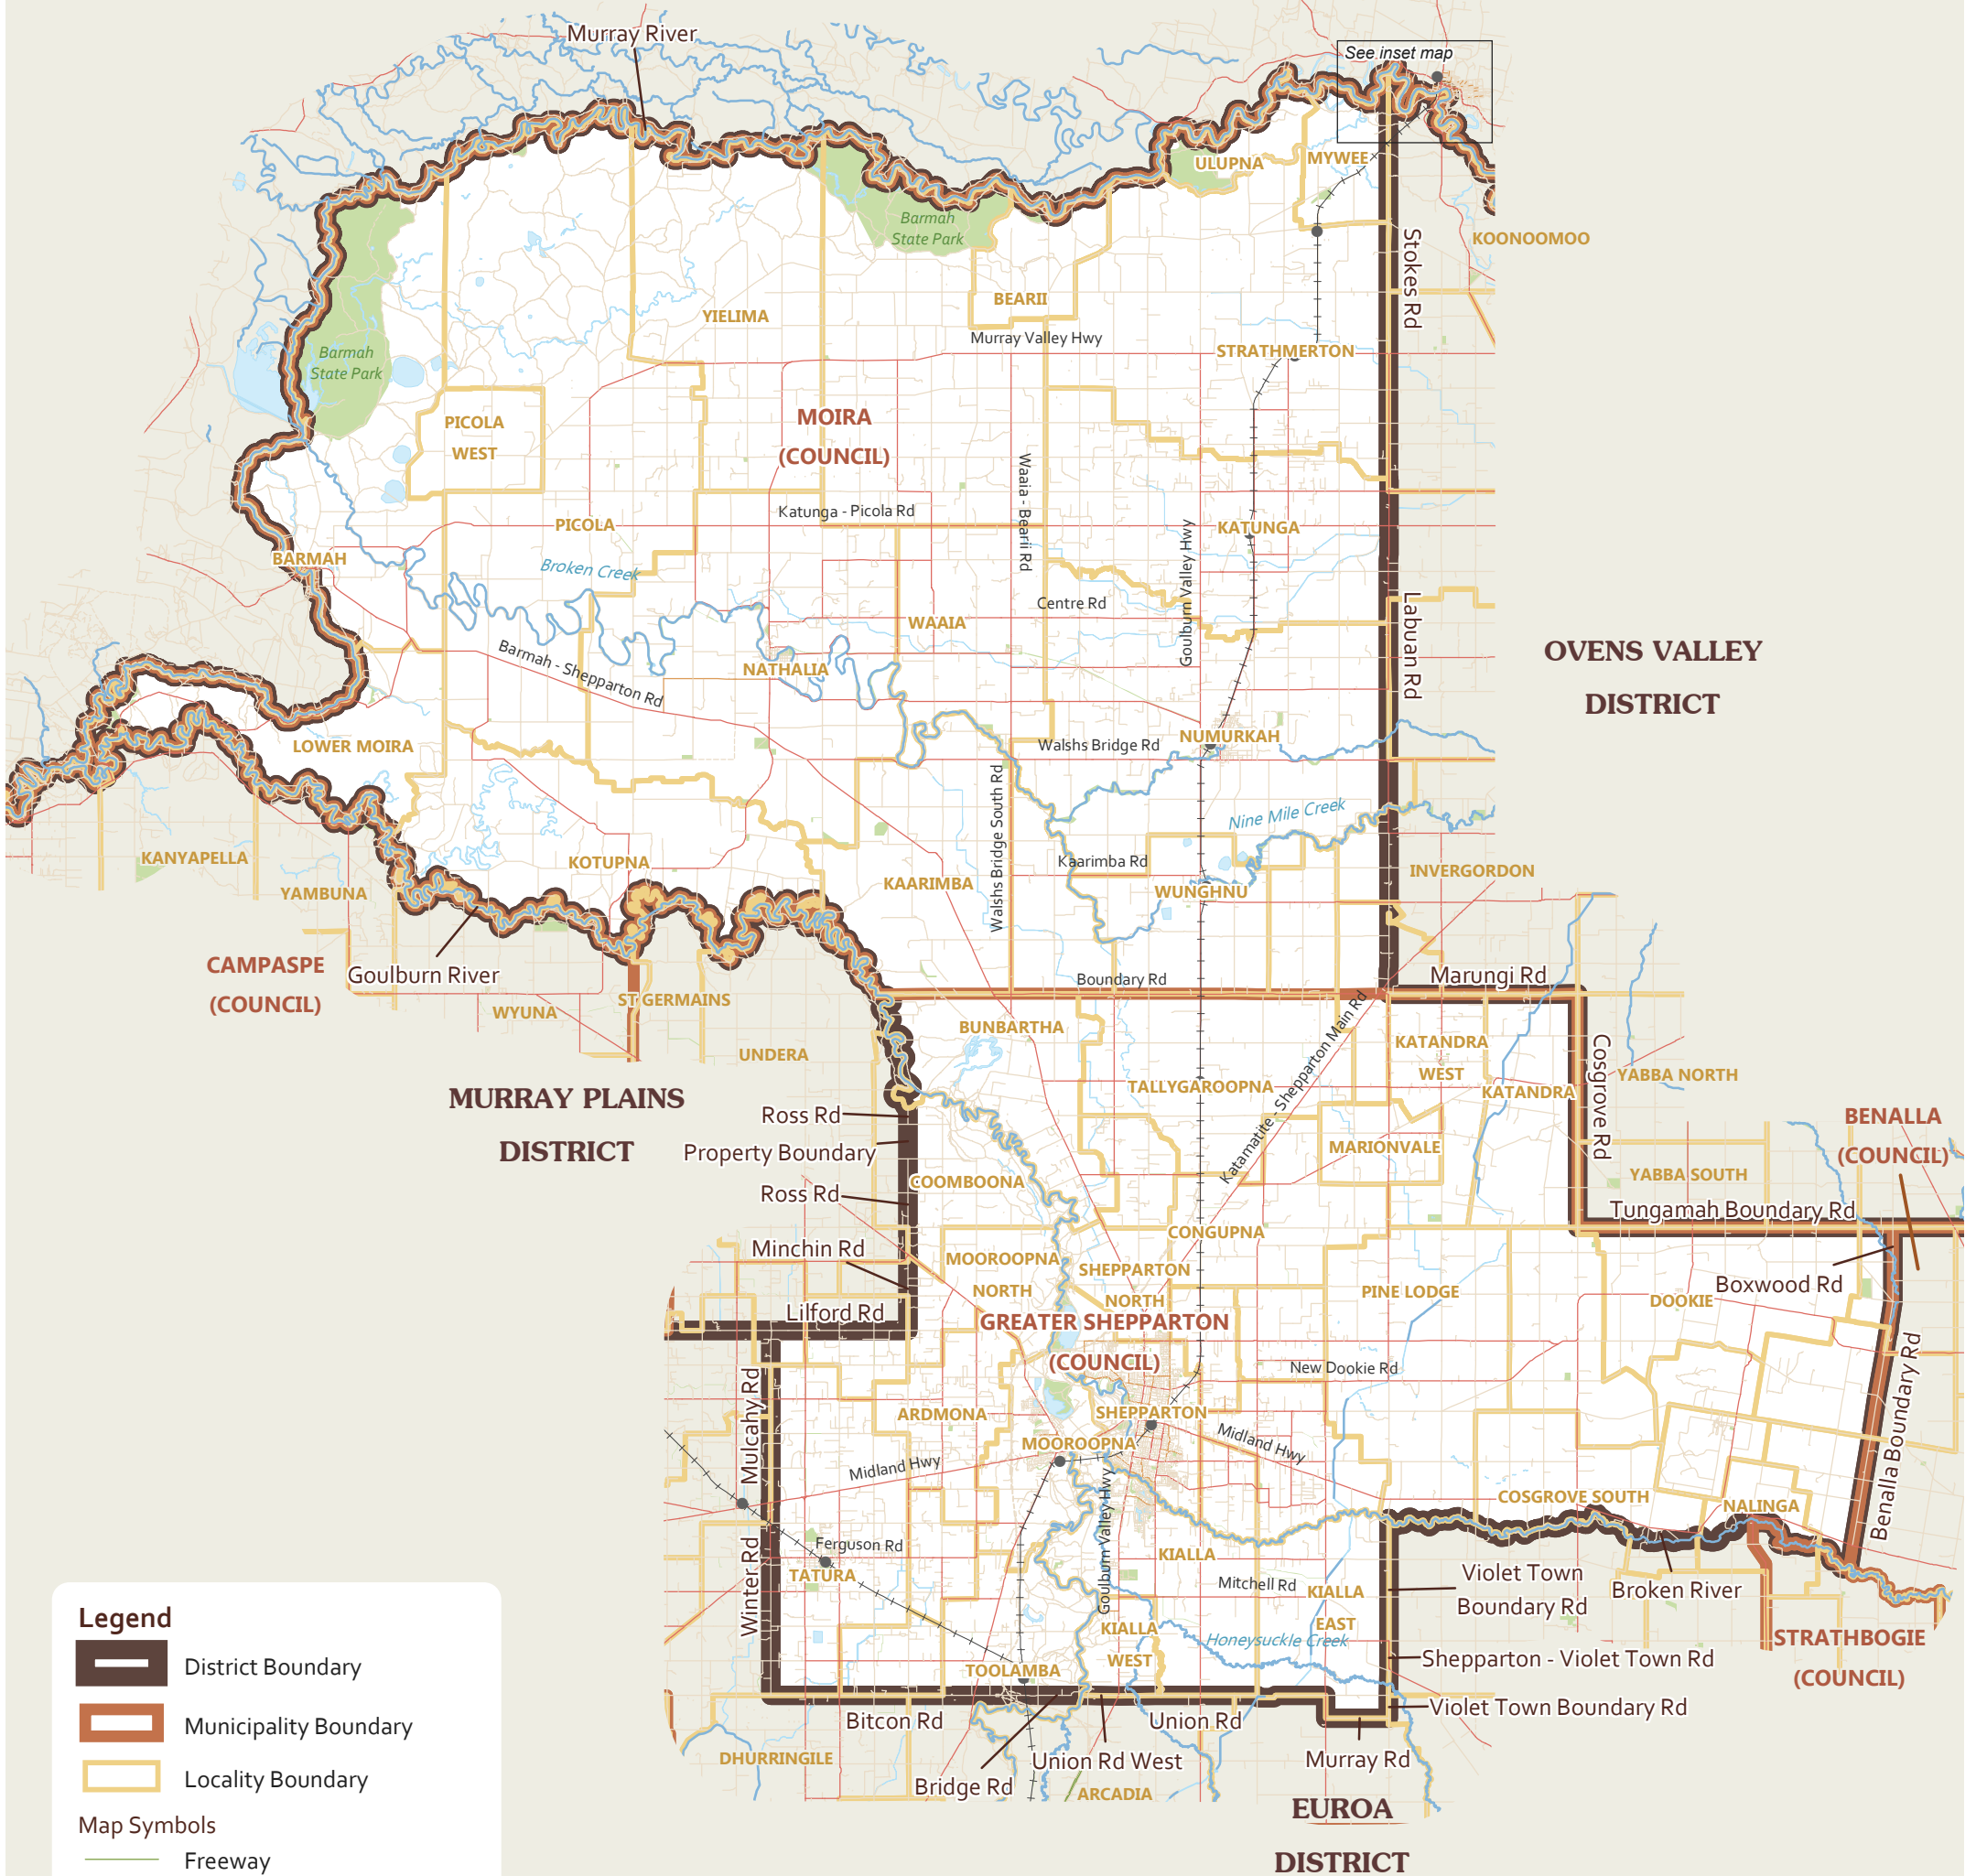 Murray River
See inset map
ULUPNA
MYWEE
Barmah
State Park
KOONOOMOO
Stokes Rd
BEARII
YIELIMA
Murray Valley Hwy
STRATHMERTON
Barmah
State Park
PICOLA
WEST
MOIRA
(COUNCIL)
Waaia - Bearii Rd
Katunga - Picola Rd
PICOLA
Goulburn Valley Hwy
KATUNGA
BARMAH
Broken Creek
Centre Rd
Labuan Rd
WAAIA
OVENS VALLEY
DISTRICT
Barmah - Shepparton Rd
NATHALIA
LOWER MOIRA
Walshs Bridge Rd
NUMURKAH
Walshs Bridge South Rd
Nine Mile Creek
KANYAPELLA
KOTUPNA
Kaarimba Rd
YAMBUNA
KAARIMBA
WUNGHNU
INVERGORDON
CAMPASPE
(COUNCIL)
Goulburn River
Boundary Rd
Marungi Rd
ST GERMAINS
WYUNA
BUNBARTHA
UNDERA
Katamatite - Shepparton Main Rd
KATANDRA
WEST
Cosgrove Rd
TALLYGAROOPNA
KATANDRA
YABBA NORTH
MURRAY PLAINS
DISTRICT
Ross Rd
BENALLA
(COUNCIL)
Property Boundary
MARIONVALE
YABBA SOUTH
COOMBOONA
Ross Rd
Tungamah Boundary Rd
CONGUPNA
Minchin Rd
MOOROOPNA
NORTH
SHEPPARTON
NORTH
PINE LODGE
Boxwood Rd
DOOKIE
Lilford Rd
GREATER SHEPPARTON
(COUNCIL)
New Dookie Rd
Mulcahy Rd
Benalla Boundary Rd
ARDMONA
SHEPPARTON
MOOROOPNA
Midland Hwy
Midland Hwy
Goulburn Valley Hwy
COSGROVE SOUTH
NALINGA
Ferguson Rd
Winter Rd
TATURA
KIALLA
Mitchell Rd
KIALLA
EAST
Violet Town
Boundary Rd
Broken River
KIALLA
WEST
Honeysuckle Creek
STRATHBOGIE
(COUNCIL)
Shepparton - Violet Town Rd
TOOLAMBA
Violet Town Boundary Rd
Bitcon Rd
Union Rd
DHURRINGILE
Union Rd West
Murray Rd
Bridge Rd
ARCADIA
EUROA
DISTRICT
Legend
District Boundary
Municipality Boundary
Locality Boundary
Map Symbols
Freeway